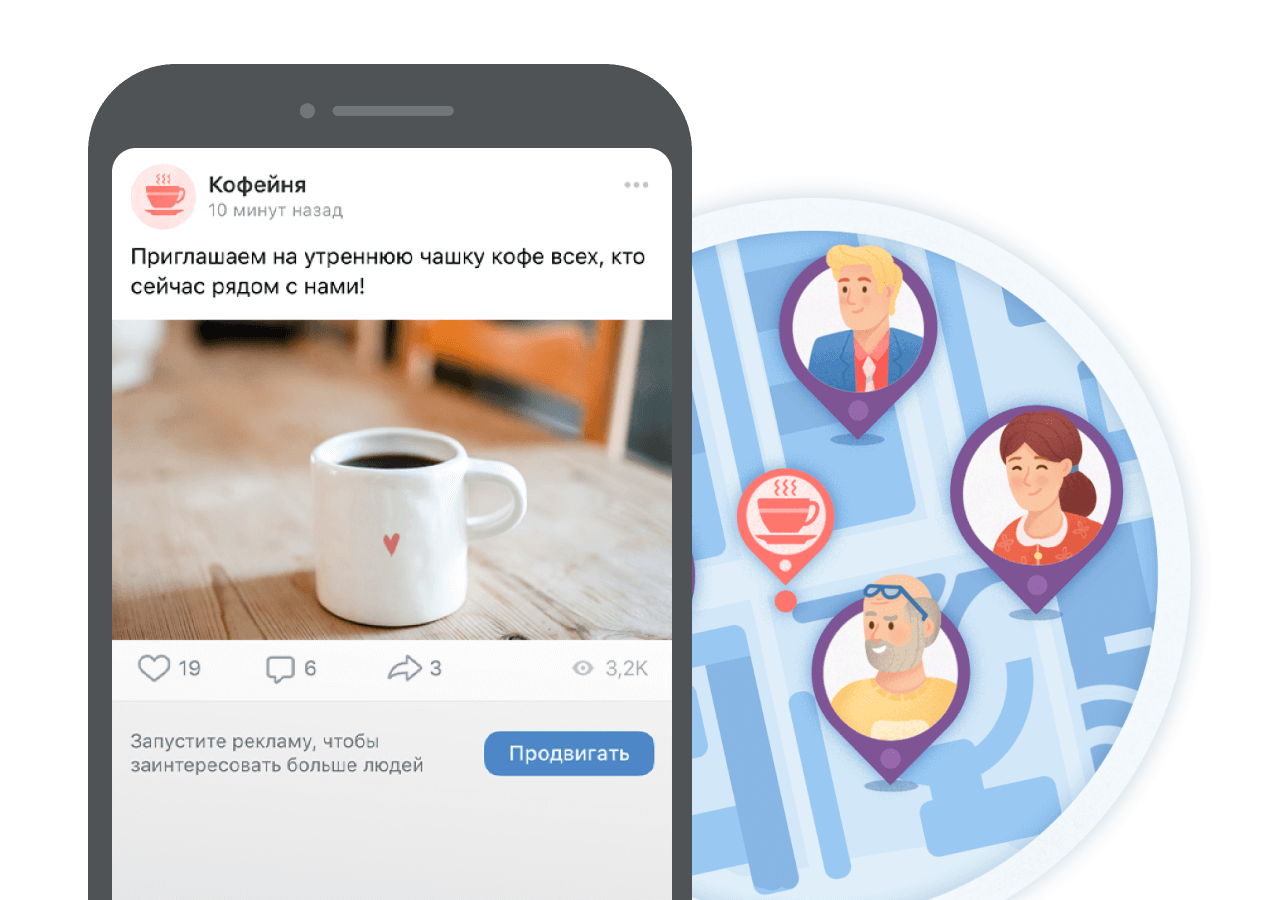 Кофейня
10 минут назад
Приглашаем на утреннюю чашку кофе всех, кто
сейчас рядом с нами!
19
6
3
3,2K
Запустите рекламу, чтобы
заинтересовать больше людей
Продвигать